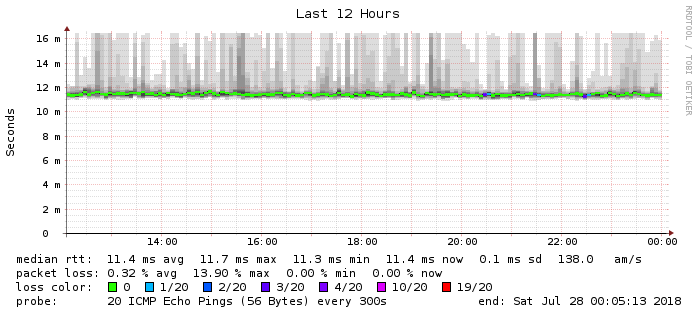 Last 12 Hours
RRDTOOL / TOBI OETIKER
Seconds
16 m
14 m
12 m
10 m
8 m
6 m
4 m
2 m
0
14:00 16:00 18:00 20:00 22:00 00:00
median rtt: 11.4 ms avg 11.7 ms max 11.3 ms min 11.4 ms now 0.1 ms sd 138.0 am/s
packet loss: 0.32 % avg 13.90 % max 0.00 % min 0.00 % now
loss color: 0 1/20 2/20 3/20 4/20 10/20 19/20
probe: 20 ICMP Echo Pings (56 Bytes) every 300s end: Sat Jul 28 00:05:13 2018